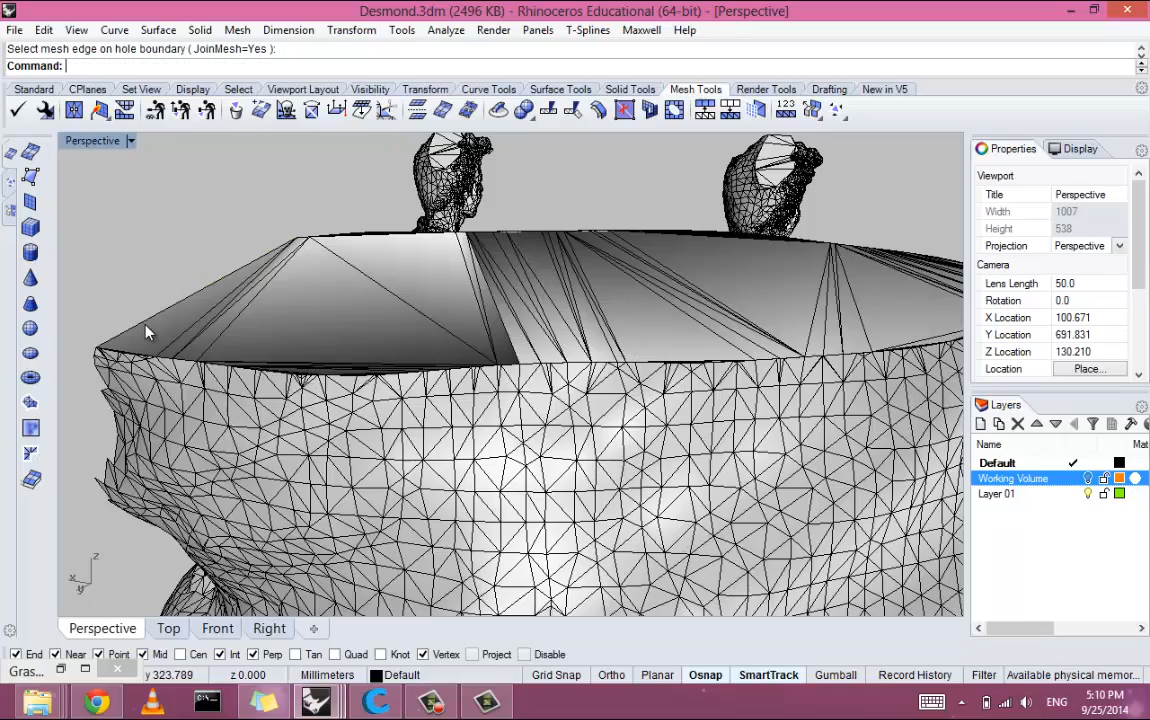 Desmond.3dm (2496 KB) - Rhinoceros Educational (64-bit) - [Perspective]
File Edit View Curve Surface Solid Mesh Dimension Transform Tools Analyze Render Panels T-Splines Maxwell Help
Select mesh edge on hole boundary ( JoinMesh=Yes ):
Command:
Standard CPlanes Set View Display Select Viewport Layout Visibility Transform Curve Tools Surface Tools Solid Tools Mesh Tools Render Tools Drafting New in V5
123
Perspective
Properties Display
Viewport
Title Perspective
Width 1007
Height 538
Projection Perspective
Camera
Lens Length 50.0
Rotation 0.0
X Location 100.671
Y Location 691.831
Z Location 130.210
Location Place...
Layers
Name Mat
Default
Working Volume
Layer 01
z
x
y
Perspective Top Front Right
End Near Point Mid Cen Int Perp Tan Quad Knot Vertex Project Disable
Gras... y 323.789 z 0.000 Millimeters Default Grid Snap Ortho Planar Osnap SmartTrack Gumball Record History Filter Available physical memor...
ENG
5:10 PM
9/25/2014